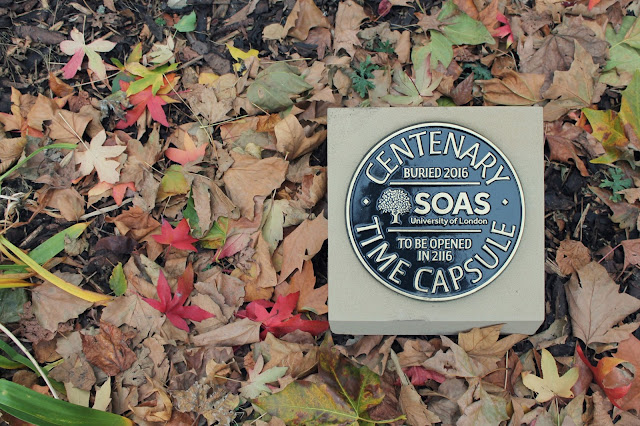 CENTENARY
BURIED 2016
SOAS
University of London
TO BE OPENED
IN 2116
TIME CAPSULE